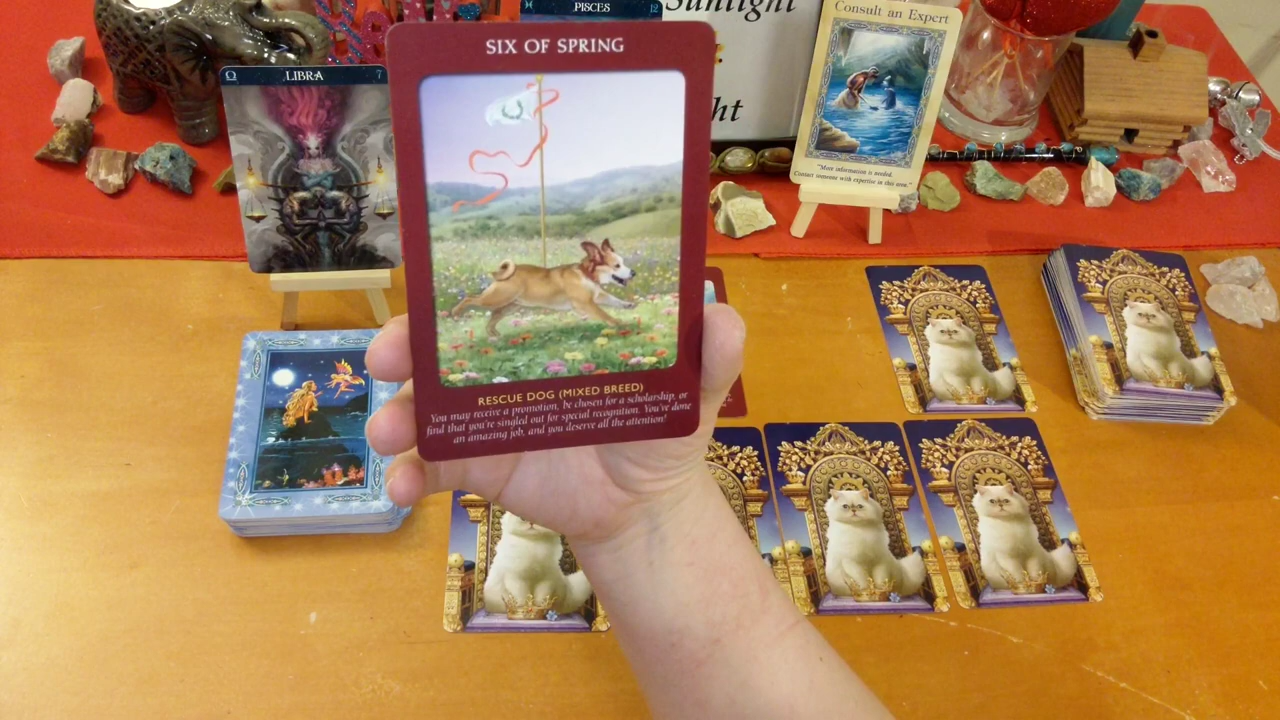 PISCES
12
Sunlight
Consult an Expert
SIX OF SPRING
LIBRA
7
ht
"More information is needed.
Contact someone with expertise in this area."
RESCUE DOG (MIXED BREED)
You may receive a promotion, be chosen for a scholarship, or
find that you're singled out for special recognition. You've done
an amazing job, and you deserve all the attention!